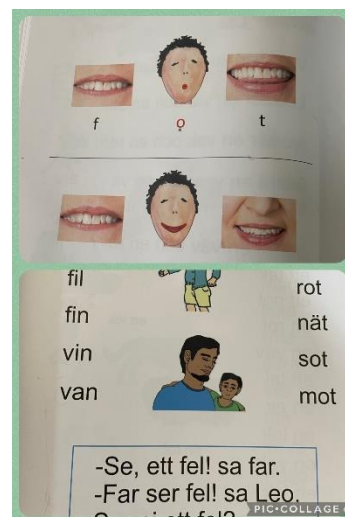 f o t
fil rot
fin nät
vin sot
van mot
-Se, ett fel! sa far.
-Far ser fel! sa Leo.
PIC•COLLAGE